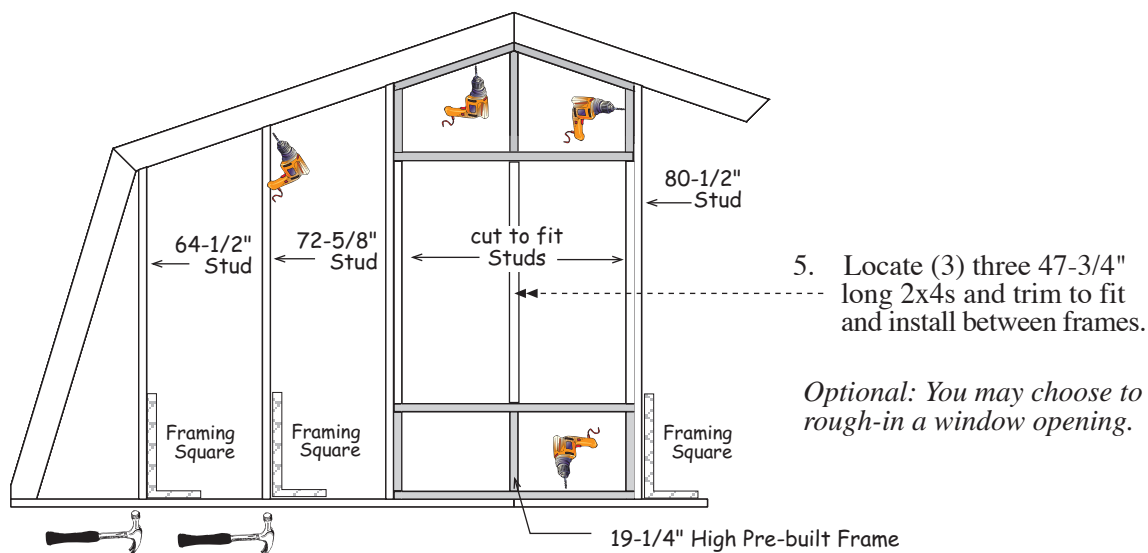 80-1/2"
Stud
64-1/2"
Stud
72-5/8"
Stud
cut to fit
Studs
5. Locate (3) three 47-3/4"
long 2x4s and trim to fit
and install between frames.
Optional: You may choose to
rough-in a window opening.
Framing
Square
Framing
Square
Framing
Square
19-1/4" High Pre-built Frame